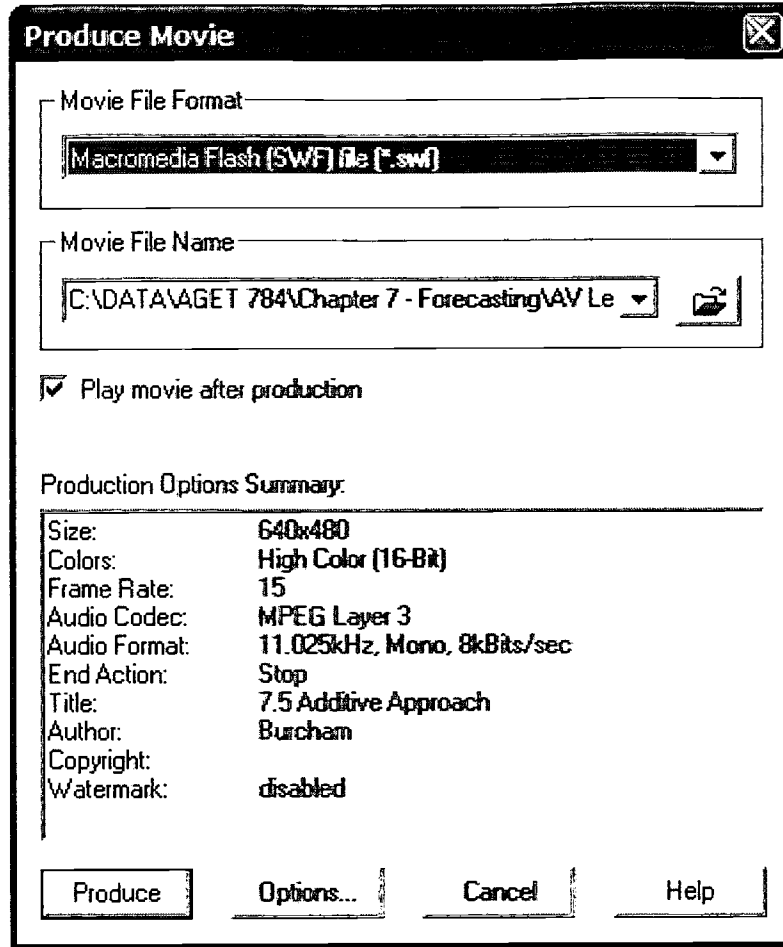 Produce Movie
Movie File Format
Macromedia Flash (SWF) file (*.swf)
Movie File Name
C:\DATA\AGET 784\Chapter 7 - Forecasting\AV Le
Play movie after production
Production Options Summary:
Size: 640x480
Colors: High Color (16-Bit)
Frame Rate: 15
Audio Codec: MPEG Layer 3
Audio Format: 11.025kHz, Mono, 8kBits/sec
End Action: Stop
Title: 7.5 Additive Approach
Author: Burcham
Copyright:
Watermark: disabled
Produce Options... Cancel Help